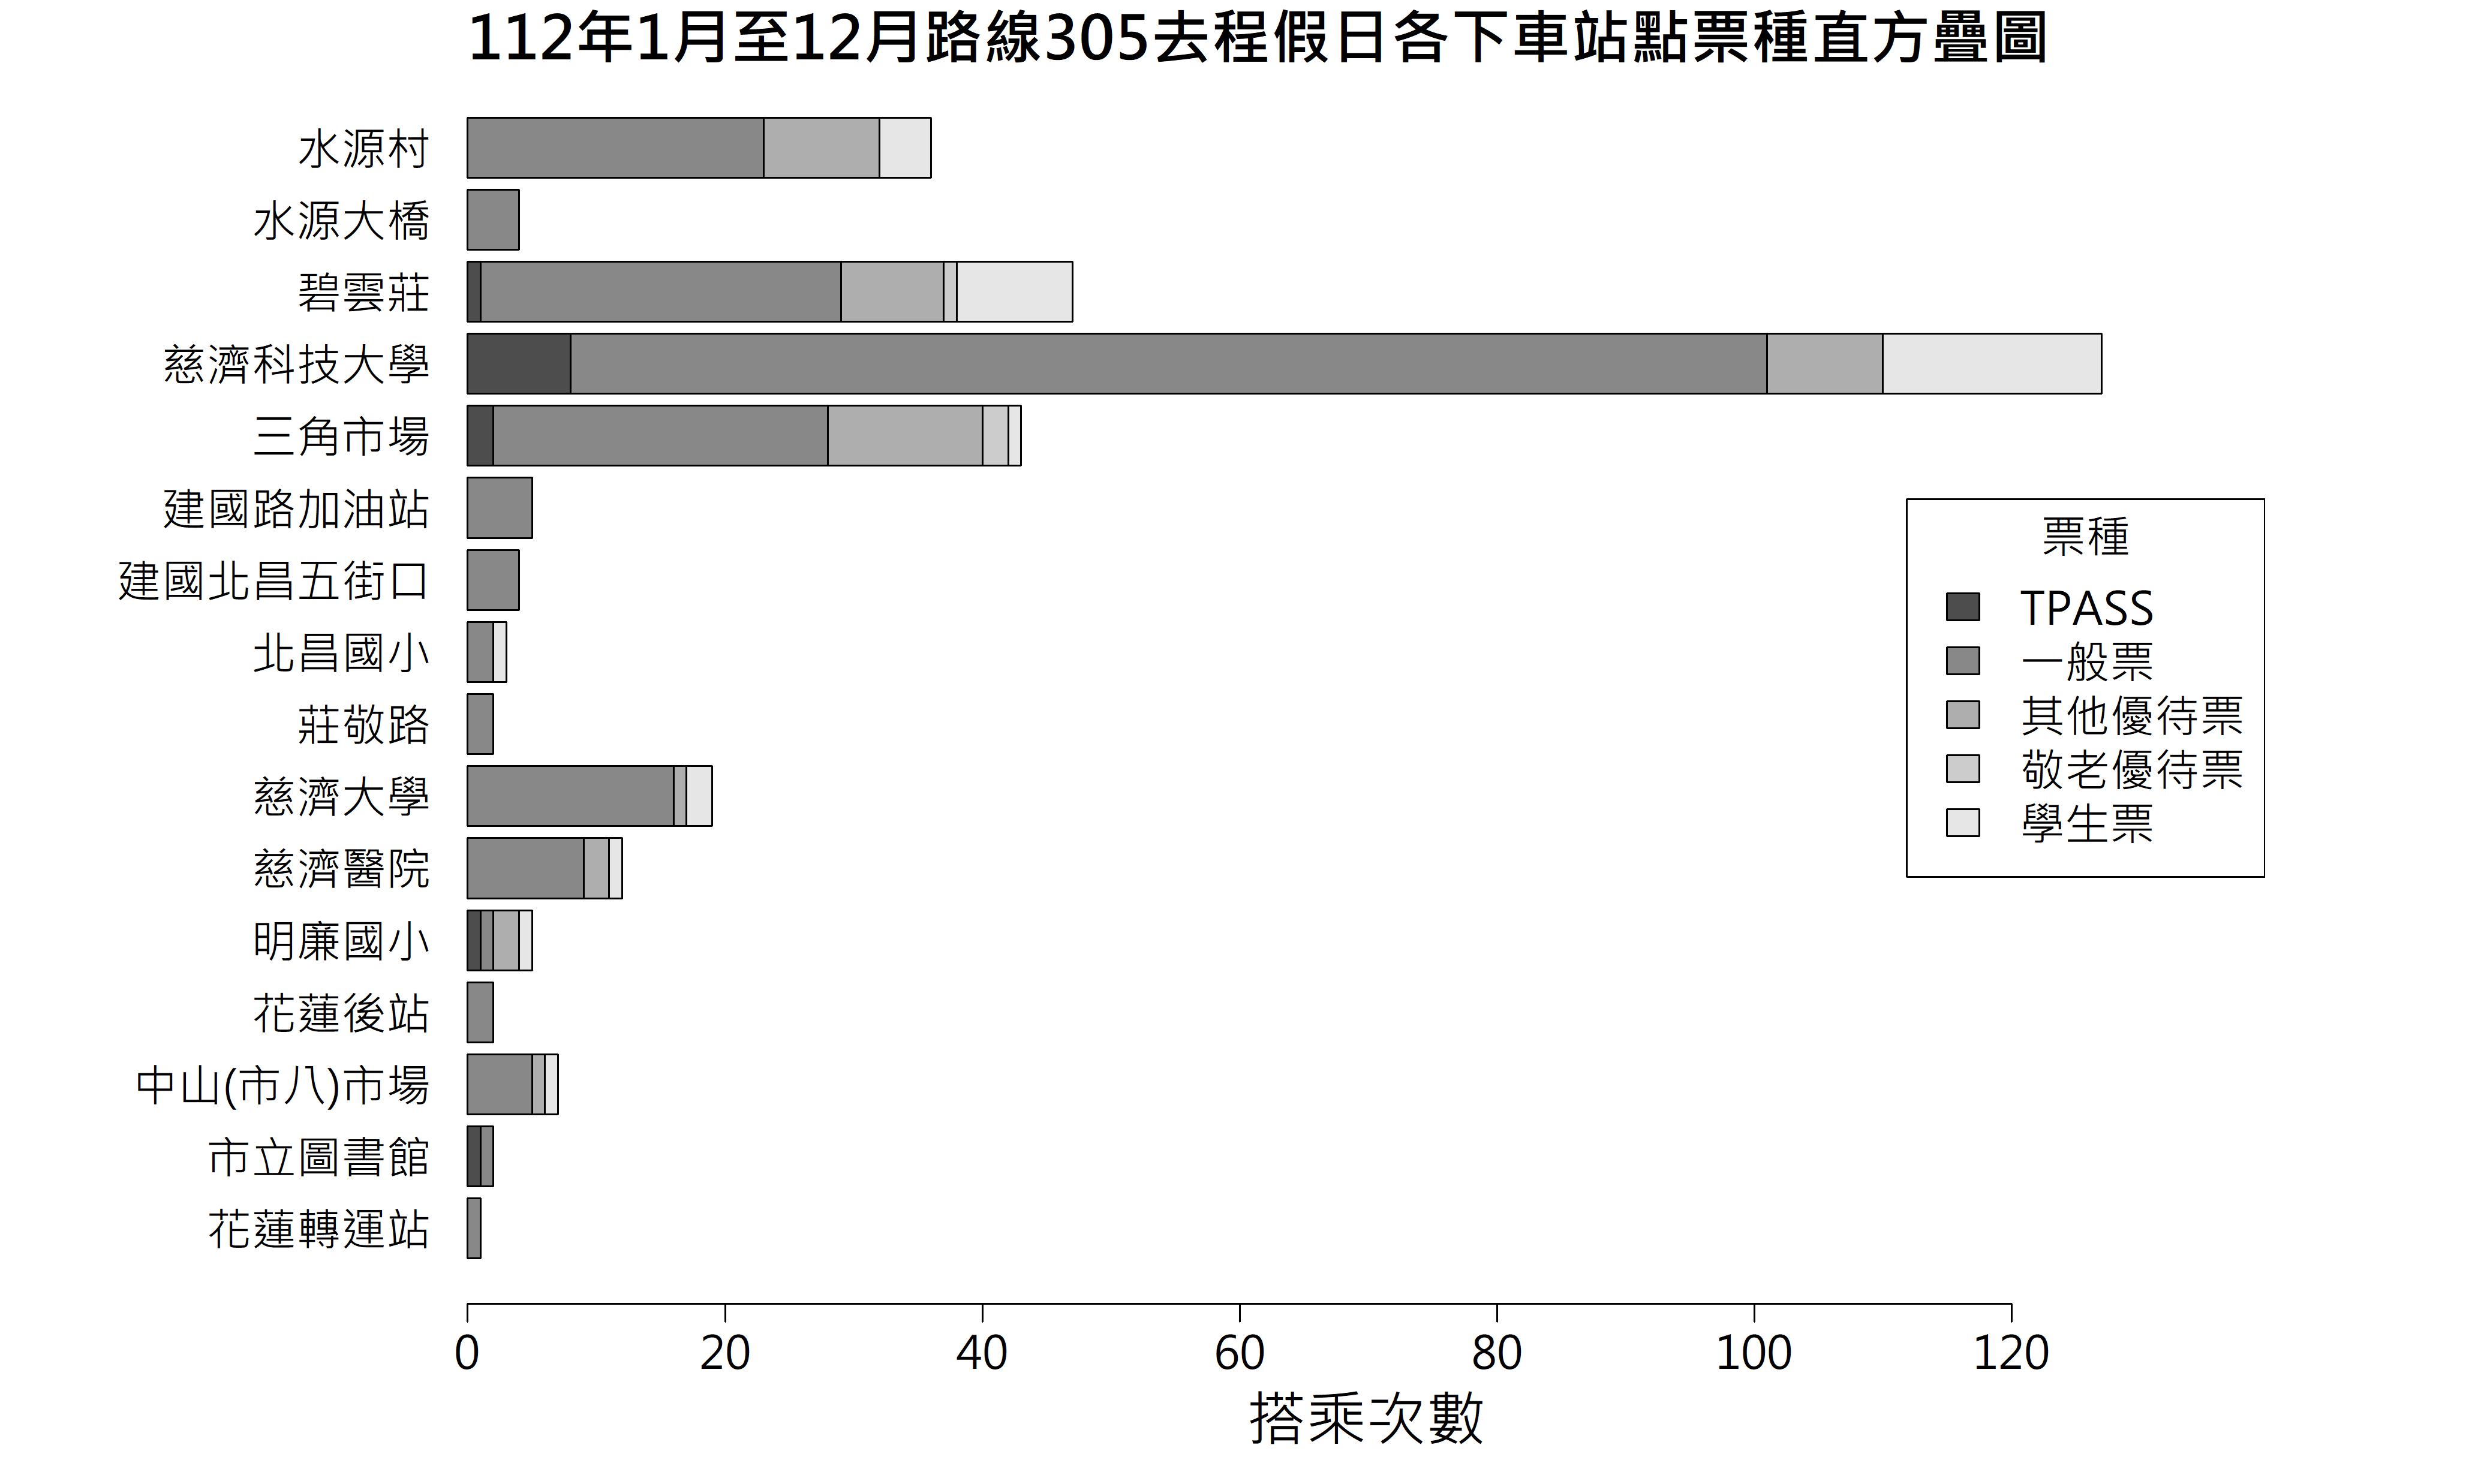 112年1月至12月路線305去程假日各下車站點票種直方疊圖
水源村
水源大橋
碧雲莊
慈濟科技大學
三角市場
建國路加油站
建國北昌五街口
北昌國小
莊敬路
慈濟大學
慈濟醫院
明廉國小
花蓮後站
中山(市八)市場
市立圖書館
花蓮轉運站
票種
TPASS
一般票
其他優待票
敬老優待票
學生票
0 20 40 60 80 100 120
搭乘次數